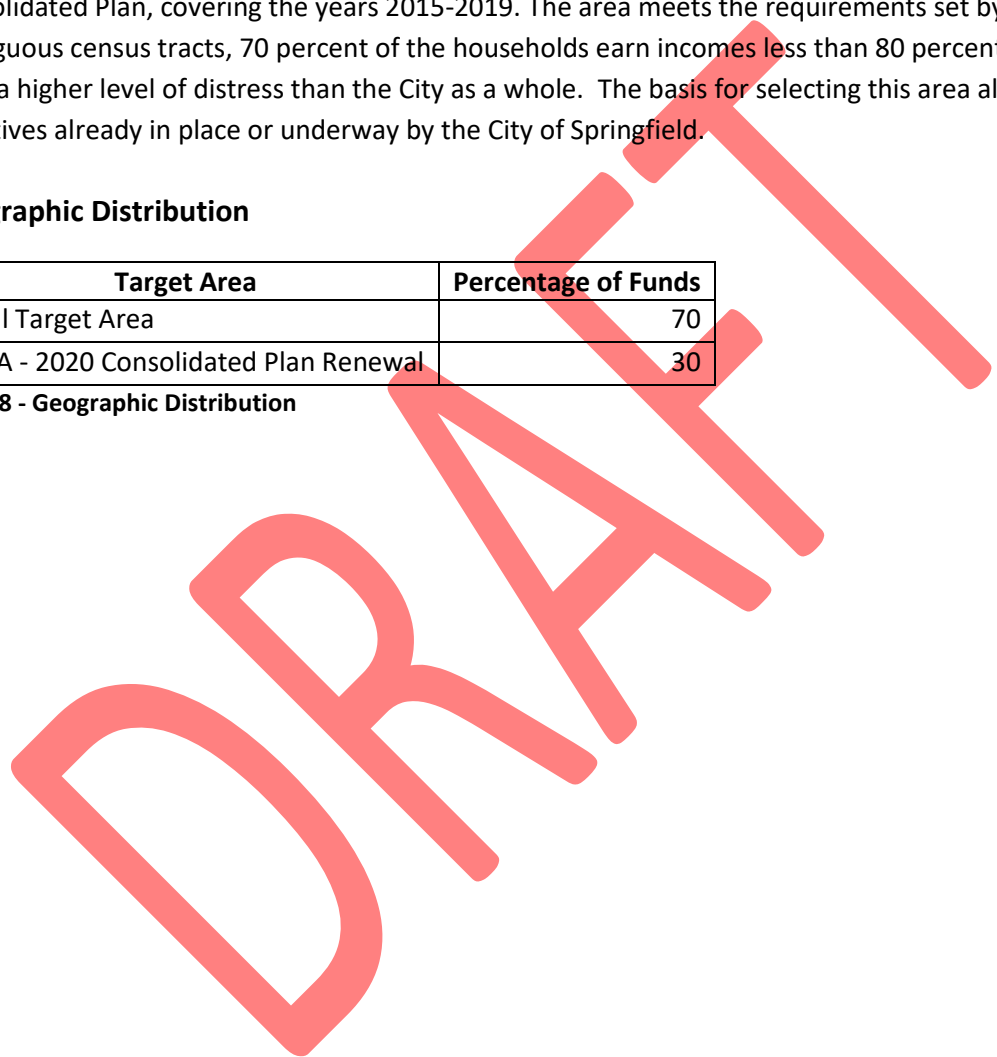 olidated Plan, covering the years 2015-2019. The area meets the requirements set by
guous census tracts, 70 percent of the households earn incomes less than 80 percent
a higher level of distress than the City as a whole. The basis for selecting this area al
tives already in place or underway by the City of Springfield.
graphic Distribution
Target Area Percentage of Funds
l Target Area 70
A - 2020 Consolidated Plan Renewal 30
8 - Geographic Distribution
DRAFT